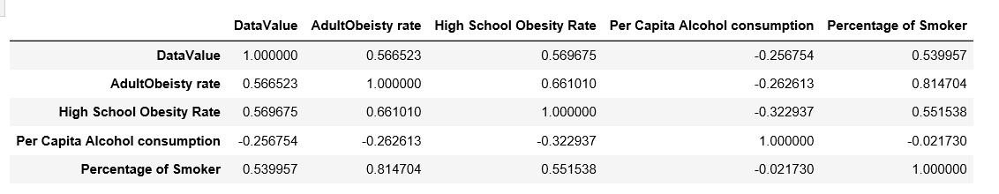 DataValue AdultObeisty rate High School Obesity Rate Per Capita Alcohol consumption Percentage of Smoker
DataValue 1.000000 0.566523 0.569675 -0.256754 0.539957
AdultObeisty rate 0.566523 1.000000 0.661010 -0.262613 0.814704
High School Obesity Rate 0.569675 0.661010 1.000000 -0.322937 0.551538
Per Capita Alcohol consumption -0.256754 -0.262613 -0.322937 1.000000 -0.021730
Percentage of Smoker 0.539957 0.814704 0.551538 -0.021730 1.000000